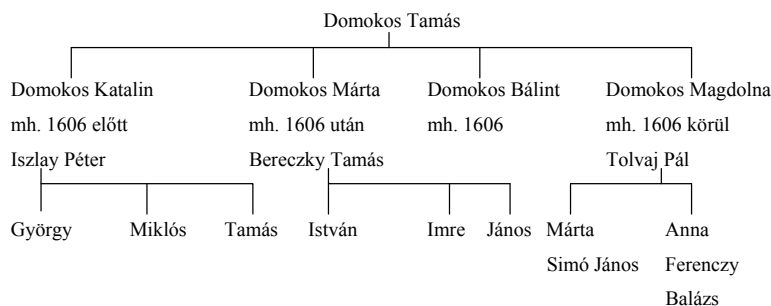 Domokos Tamás
Domokos Katalin Domokos Márta Domokos Bálint Domokos Magdolna
mh. 1606 előtt mh. 1606 után mh. 1606 mh. 1606 körül
Iszlay Péter Bereczky Tamás Tolvaj Pál
György Miklós Tamás István Imre János Márta Anna
Simó János Ferenczy
Balázs